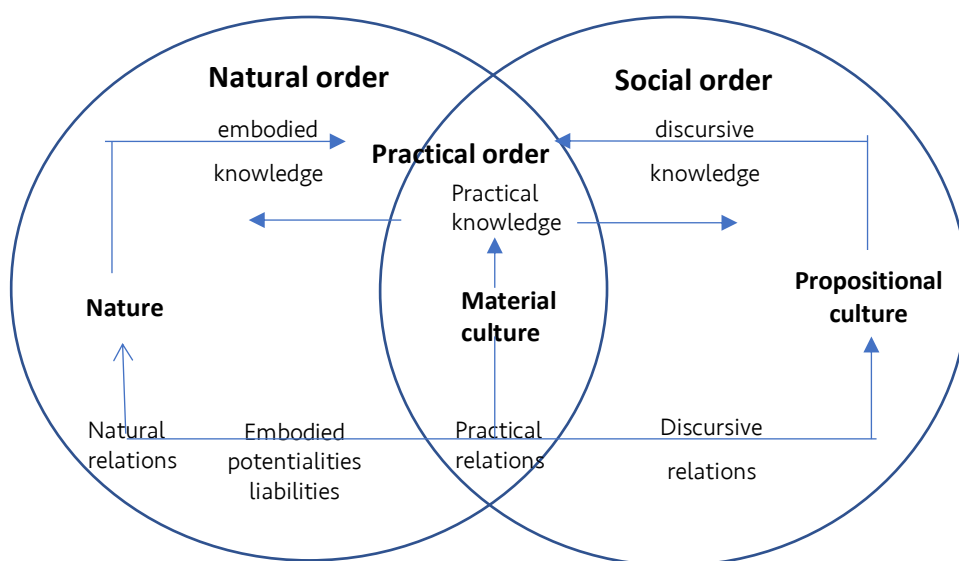 Natural order
Social order
embodied
knowledge
discursive
knowledge
Practical order
Practical
knowledge
Nature
Material
culture
Propositional
culture
Natural
relations
Embodied
potentialities
liabilities
Practical
relations
Discursive
relations